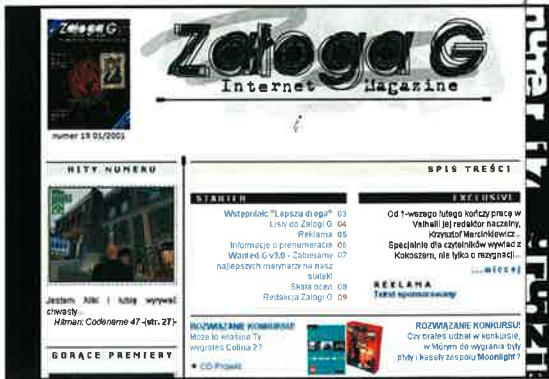 Załoga G
Internet Magazine
numer 19 01/2001
HITY NUMERU
Jestem Niki i lubię wyrywać
chwasty...
Hitman: Codename 47 -(str. 27)-
GORĄCE PREMIERY
SPIS TREŚCI
STARTER
Wstępniak: "Lepsza droga" 03
Listy do Załogi G 04
Reklama 05
Informacje o prenumeracie 06
Wanted-G v3.0 - Zabieramy 07
najlepszych marynarzy na nasz
statek!
Skala ocen 08
Redakcja Załogi G 09
EXCLUSIVE
Od 1-wszego lutego kończy pracę w
Valhalli jej redaktor naczelny,
Krzysztof Marcinkiewicz...
Specjalnie dla czytelników wywiad z
Kokoszem, nie tylko o rezygnacji...
...więcej
REKLAMA
Tekst sponsorowany
ROZWIĄZANIE KONKURSU!
Może to właśnie Ty
wygrałeś Colina 2?
CD Projekt
ROZWIĄZANIE KONKURSU!
Czy brałeś udział w konkursie,
w którym do wygrania były
płyty i kasety zespołu Moonlight?